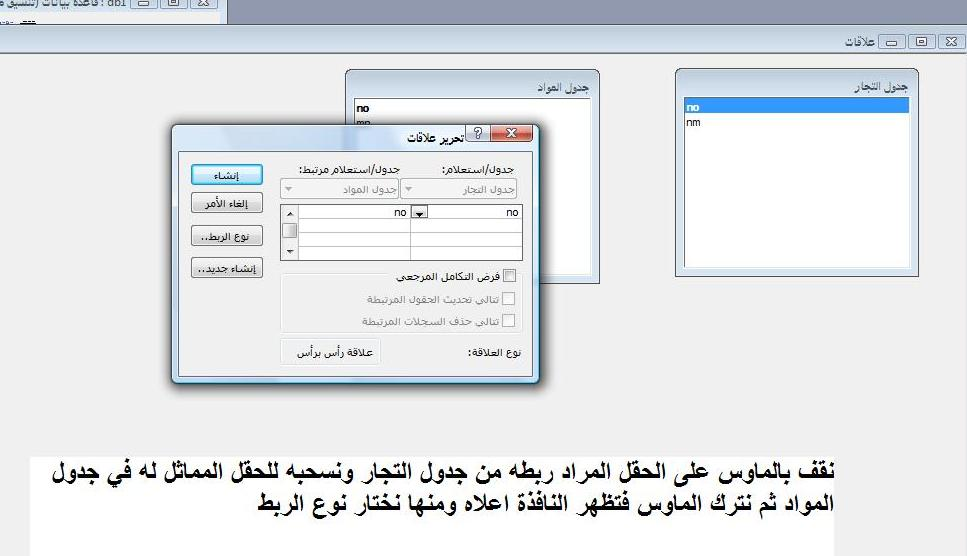 db1 : قاعدة بيانات (تنسيق
علاقات
جدول التجار
no
nm
جدول المواد
no
تحرير علاقات
جدول/استعلام:
جدول/استعلام مرتبط:
جدول التجار
جدول المواد
no
no
إنشاء
إلغاء الأمر
نوع الربط..
إنشاء جديد..
فرض التكامل المرجعي
تتالي تحديث الحقول المرتبطة
تتالي حذف السجلات المرتبطة
نوع العلاقة:
علاقة رأس برأس
نقف بالماوس على الحقل المراد ربطه من جدول التجار ونسحبه للحقل المماثل له في جدول
المواد ثم نترك الماوس فتظهر النافذة اعلاه ومنها نختار نوع الربط